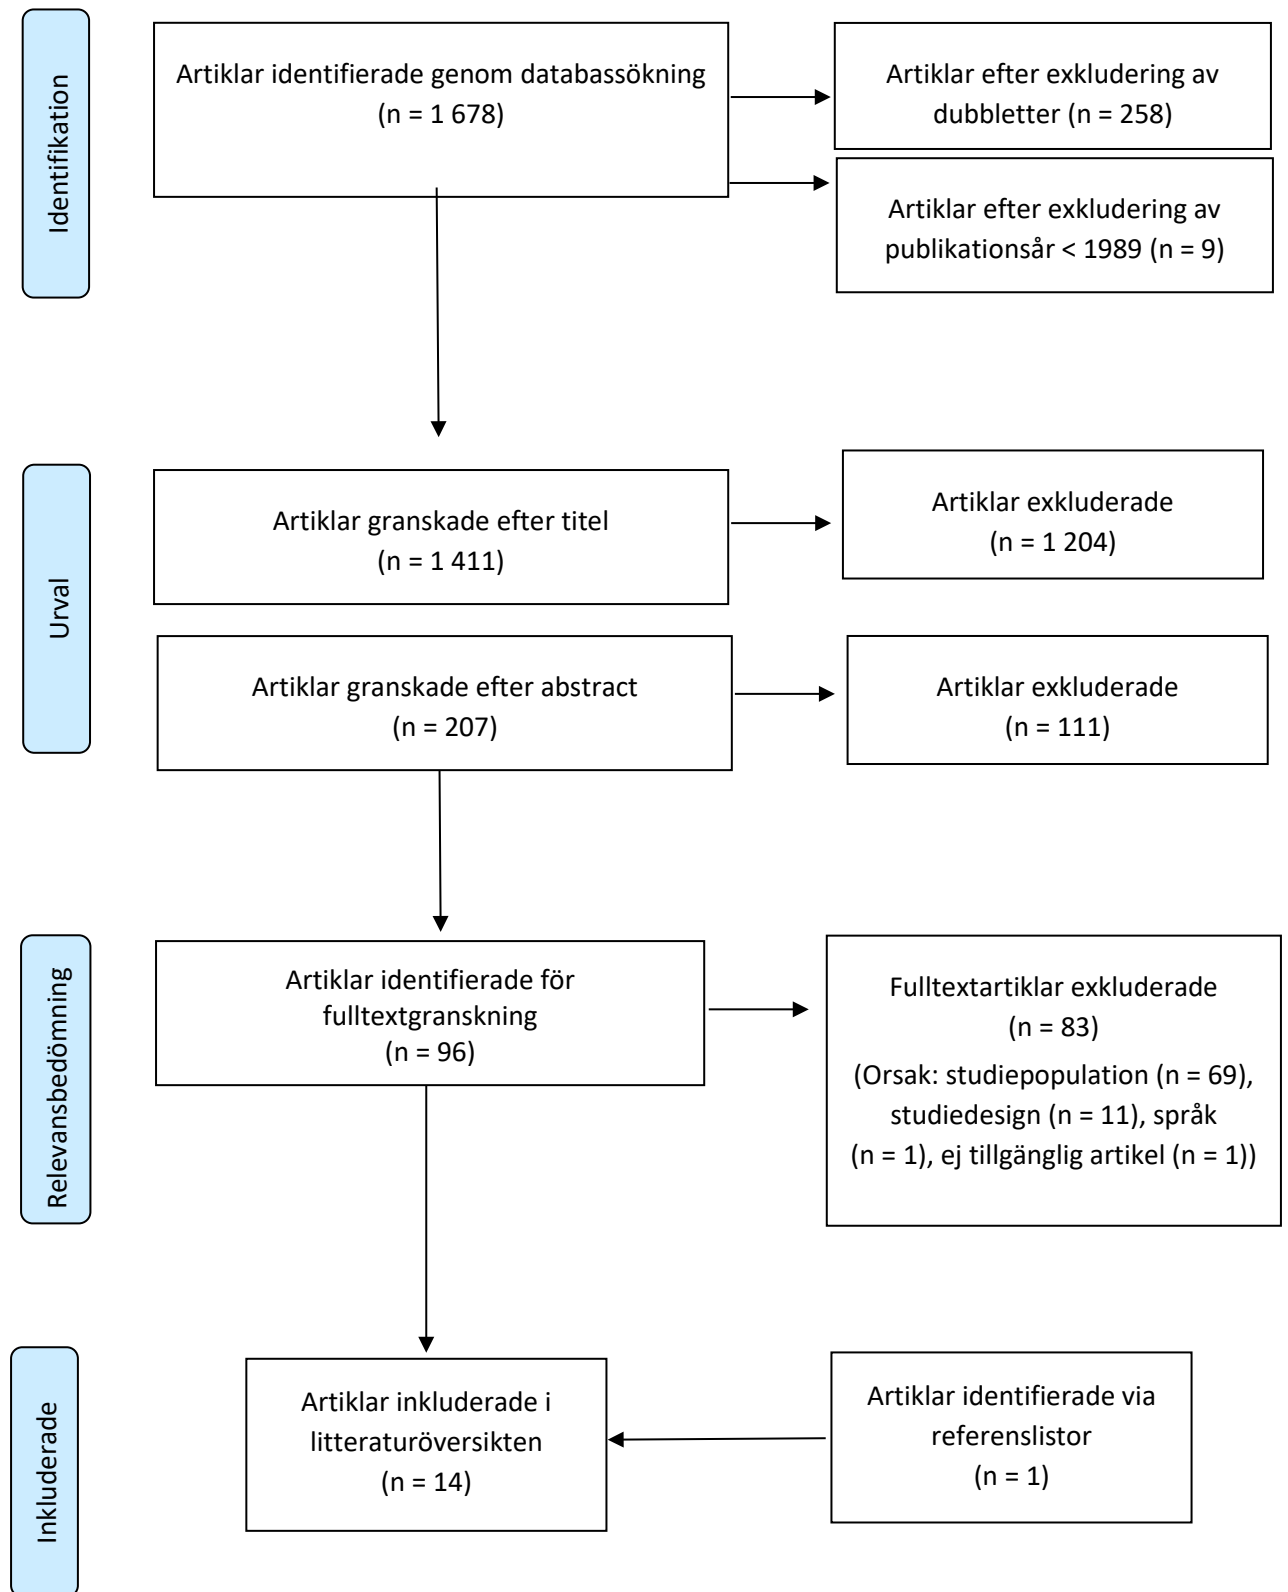 Identifikation
Artiklar identifierade genom databassökning
(n = 1 678)
Artiklar efter exkludering av
dubbletter (n = 258)
Artiklar efter exkludering av
publikationsår < 1989 (n = 9)
Urval
Artiklar granskade efter titel
(n = 1 411)
Artiklar exkluderade
(n = 1 204)
Artiklar granskade efter abstract
(n = 207)
Artiklar exkluderade
(n = 111)
Relevansbedömning
Artiklar identifierade för
fulltextgranskning
(n = 96)
Fulltextartiklar exkluderade
(n = 83)
(Orsak: studiepopulation (n = 69),
studiedesign (n = 11), språk
(n = 1), ej tillgänglig artikel (n = 1))
Inkluderade
Artiklar inkluderade i
litteraturöversikten
(n = 14)
Artiklar identifierade via
referenslistor
(n = 1)